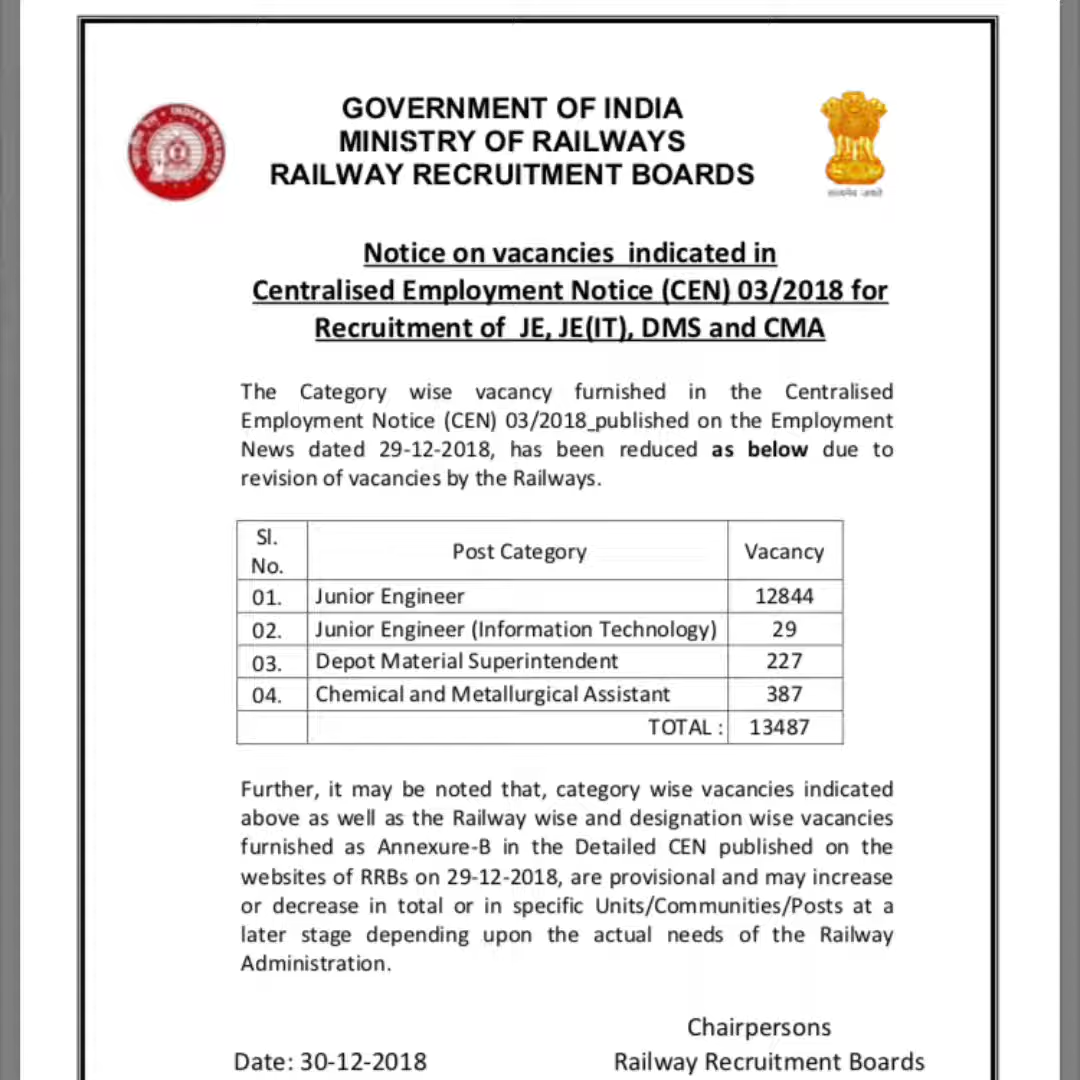 GOVERNMENT OF INDIA
MINISTRY OF RAILWAYS
RAILWAY RECRUITMENT BOARDS
INDIAN RAILWAYS
सत्यमेव जयते
Notice on vacancies indicated in
Centralised Employment Notice (CEN) 03/2018 for
Recruitment of JE, JE(IT), DMS and CMA
The Category wise vacancy furnished in the Centralised
Employment Notice (CEN) 03/2018 published on the Employment
News dated 29-12-2018, has been reduced as below due to
revision of vacancies by the Railways.
Sl. No. Post Category Vacancy
01. Junior Engineer 12844
02. Junior Engineer (Information Technology) 29
03. Depot Material Superintendent 227
04. Chemical and Metallurgical Assistant 387
TOTAL : 13487
Further, it may be noted that, category wise vacancies indicated
above as well as the Railway wise and designation wise vacancies
furnished as Annexure-B in the Detailed CEN published on the
websites of RRBs on 29-12-2018, are provisional and may increase
or decrease in total or in specific Units/Communities/Posts at a
later stage depending upon the actual needs of the Railway
Administration.
Chairpersons
Date: 30-12-2018 Railway Recruitment Boards